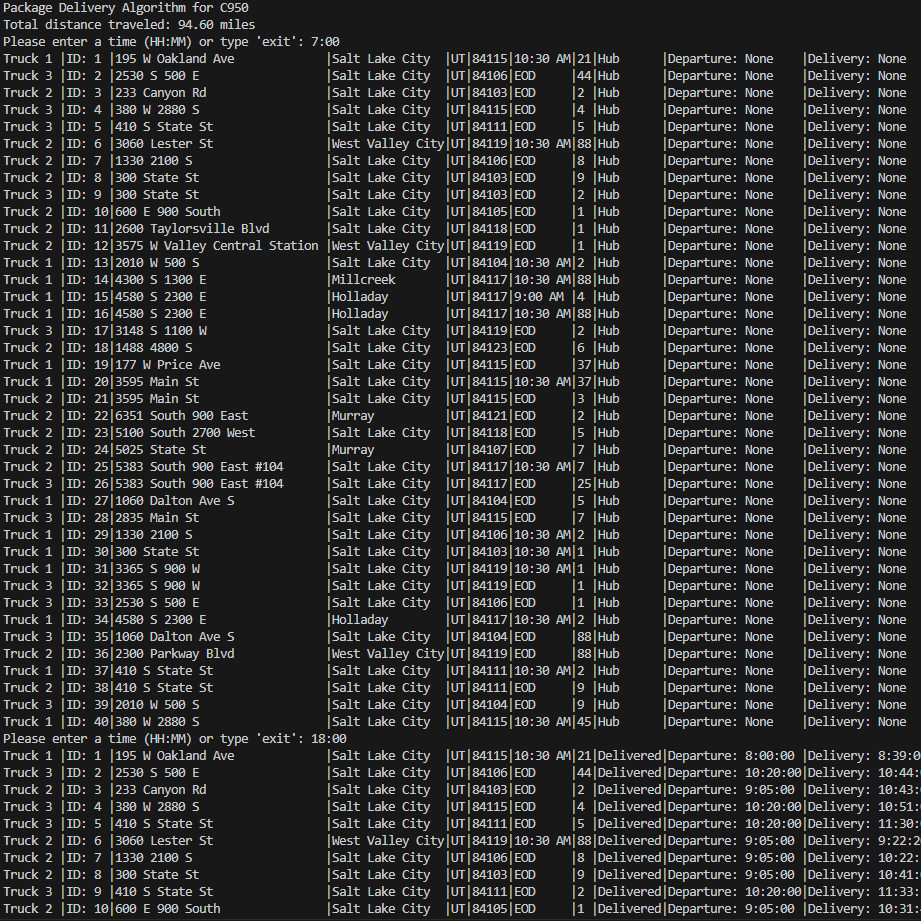 Package Delivery Algorithm for C950
Total distance traveled: 94.60 miles
Please enter a time (HH:MM) or type 'exit': 7:00
Truck 1 |ID: 1 |195 W Oakland Ave |Salt Lake City |UT|84115|10:30 AM|21|Hub |Departure: None |Delivery: None
Truck 3 |ID: 2 |2530 S 500 E |Salt Lake City |UT|84106|EOD |44|Hub |Departure: None |Delivery: None
Truck 2 |ID: 3 |233 Canyon Rd |Salt Lake City |UT|84103|EOD |2 |Hub |Departure: None |Delivery: None
Truck 3 |ID: 4 |380 W 2880 S |Salt Lake City |UT|84115|EOD |4 |Hub |Departure: None |Delivery: None
Truck 3 |ID: 5 |410 S State St |Salt Lake City |UT|84111|EOD |5 |Hub |Departure: None |Delivery: None
Truck 2 |ID: 6 |3060 Lester St |West Valley City|UT|84119|10:30 AM|88|Hub |Departure: None |Delivery: None
Truck 2 |ID: 7 |1330 2100 S |Salt Lake City |UT|84106|EOD |8 |Hub |Departure: None |Delivery: None
Truck 2 |ID: 8 |300 State St |Salt Lake City |UT|84103|EOD |9 |Hub |Departure: None |Delivery: None
Truck 3 |ID: 9 |300 State St |Salt Lake City |UT|84103|EOD |2 |Hub |Departure: None |Delivery: None
Truck 2 |ID: 10|600 E 900 South |Salt Lake City |UT|84105|EOD |1 |Hub |Departure: None |Delivery: None
Truck 2 |ID: 11|2600 Taylorsville Blvd |Salt Lake City |UT|84118|EOD |1 |Hub |Departure: None |Delivery: None
Truck 2 |ID: 12|3575 W Valley Central Station |West Valley City|UT|84119|EOD |1 |Hub |Departure: None |Delivery: None
Truck 1 |ID: 13|2010 W 500 S |Salt Lake City |UT|84104|10:30 AM|2 |Hub |Departure: None |Delivery: None
Truck 1 |ID: 14|4300 S 1300 E |Millcreek |UT|84117|10:30 AM|88|Hub |Departure: None |Delivery: None
Truck 1 |ID: 15|4580 S 2300 E |Holladay |UT|84117|9:00 AM |4 |Hub |Departure: None |Delivery: None
Truck 1 |ID: 16|4580 S 2300 E |Holladay |UT|84117|10:30 AM|88|Hub |Departure: None |Delivery: None
Truck 3 |ID: 17|3148 S 1100 W |Salt Lake City |UT|84119|EOD |2 |Hub |Departure: None |Delivery: None
Truck 2 |ID: 18|1488 4800 S |Salt Lake City |UT|84123|EOD |6 |Hub |Departure: None |Delivery: None
Truck 1 |ID: 19|177 W Price Ave |Salt Lake City |UT|84115|EOD |37|Hub |Departure: None |Delivery: None
Truck 1 |ID: 20|3595 Main St |Salt Lake City |UT|84115|10:30 AM|37|Hub |Departure: None |Delivery: None
Truck 2 |ID: 21|3595 Main St |Salt Lake City |UT|84115|EOD |3 |Hub |Departure: None |Delivery: None
Truck 2 |ID: 22|6351 South 900 East |Murray |UT|84121|EOD |2 |Hub |Departure: None |Delivery: None
Truck 2 |ID: 23|5100 South 2700 West |Salt Lake City |UT|84118|EOD |5 |Hub |Departure: None |Delivery: None
Truck 2 |ID: 24|5025 State St |Murray |UT|84107|EOD |7 |Hub |Departure: None |Delivery: None
Truck 2 |ID: 25|5383 South 900 East #104 |Salt Lake City |UT|84117|10:30 AM|7 |Hub |Departure: None |Delivery: None
Truck 3 |ID: 26|5383 South 900 East #104 |Salt Lake City |UT|84117|EOD |25|Hub |Departure: None |Delivery: None
Truck 1 |ID: 27|1060 Dalton Ave S |Salt Lake City |UT|84104|EOD |5 |Hub |Departure: None |Delivery: None
Truck 3 |ID: 28|2835 Main St |Salt Lake City |UT|84115|EOD |7 |Hub |Departure: None |Delivery: None
Truck 1 |ID: 29|1330 2100 S |Salt Lake City |UT|84106|10:30 AM|2 |Hub |Departure: None |Delivery: None
Truck 1 |ID: 30|300 State St |Salt Lake City |UT|84103|10:30 AM|1 |Hub |Departure: None |Delivery: None
Truck 1 |ID: 31|3365 S 900 W |Salt Lake City |UT|84119|10:30 AM|1 |Hub |Departure: None |Delivery: None
Truck 3 |ID: 32|3365 S 900 W |Salt Lake City |UT|84119|EOD |1 |Hub |Departure: None |Delivery: None
Truck 3 |ID: 33|2530 S 500 E |Salt Lake City |UT|84106|EOD |1 |Hub |Departure: None |Delivery: None
Truck 1 |ID: 34|4580 S 2300 E |Holladay |UT|84117|10:30 AM|2 |Hub |Departure: None |Delivery: None
Truck 3 |ID: 35|1060 Dalton Ave S |Salt Lake City |UT|84104|EOD |88|Hub |Departure: None |Delivery: None
Truck 2 |ID: 36|2300 Parkway Blvd |West Valley City|UT|84119|EOD |88|Hub |Departure: None |Delivery: None
Truck 1 |ID: 37|410 S State St |Salt Lake City |UT|84111|10:30 AM|2 |Hub |Departure: None |Delivery: None
Truck 2 |ID: 38|410 S State St |Salt Lake City |UT|84111|EOD |9 |Hub |Departure: None |Delivery: None
Truck 3 |ID: 39|2010 W 500 S |Salt Lake City |UT|84104|EOD |9 |Hub |Departure: None |Delivery: None
Truck 1 |ID: 40|380 W 2880 S |Salt Lake City |UT|84115|10:30 AM|45|Hub |Departure: None |Delivery: None
Please enter a time (HH:MM) or type 'exit': 18:00
Truck 1 |ID: 1 |195 W Oakland Ave |Salt Lake City |UT|84115|10:30 AM|21|Delivered|Departure: 8:00:00 |Delivery: 8:39:0
Truck 3 |ID: 2 |2530 S 500 E |Salt Lake City |UT|84106|EOD |44|Delivered|Departure: 10:20:00|Delivery: 10:44:
Truck 2 |ID: 3 |233 Canyon Rd |Salt Lake City |UT|84103|EOD |2 |Delivered|Departure: 9:05:00 |Delivery: 10:43:
Truck 3 |ID: 4 |380 W 2880 S |Salt Lake City |UT|84115|EOD |4 |Delivered|Departure: 10:20:00|Delivery: 10:51:
Truck 3 |ID: 5 |410 S State St |Salt Lake City |UT|84111|EOD |5 |Delivered|Departure: 10:20:00|Delivery: 11:30:
Truck 2 |ID: 6 |3060 Lester St |West Valley City|UT|84119|10:30 AM|88|Delivered|Departure: 9:05:00 |Delivery: 9:22:2
Truck 2 |ID: 7 |1330 2100 S |Salt Lake City |UT|84106|EOD |8 |Delivered|Departure: 9:05:00 |Delivery: 10:22:
Truck 2 |ID: 8 |300 State St |Salt Lake City |UT|84103|EOD |9 |Delivered|Departure: 9:05:00 |Delivery: 10:41:
Truck 3 |ID: 9 |410 S State St |Salt Lake City |UT|84111|EOD |2 |Delivered|Departure: 10:20:00|Delivery: 11:33:
Truck 2 |ID: 10|600 E 900 South |Salt Lake City |UT|84105|EOD |1 |Delivered|Departure: 9:05:00 |Delivery: 10:31: